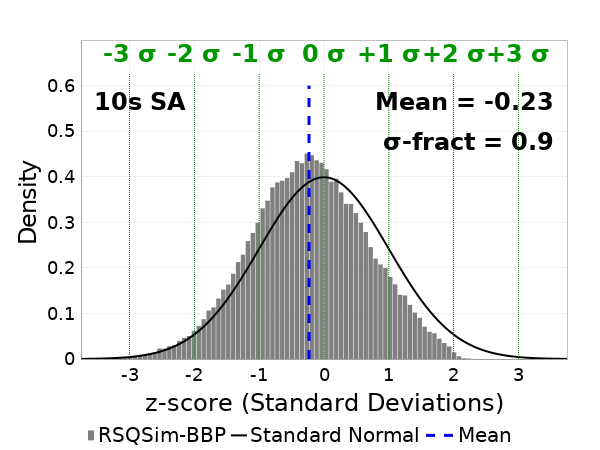 -3 σ -2 σ -1 σ 0 σ +1 σ +2 σ +3 σ
0.6
10s SA
Mean = -0.23
0.5
σ-fract = 0.9
0.4
0.3
0.2
0.1
0
Density
-3 -2 -1 0 1 2 3
z-score (Standard Deviations)
RSQSim-BBP Standard Normal Mean